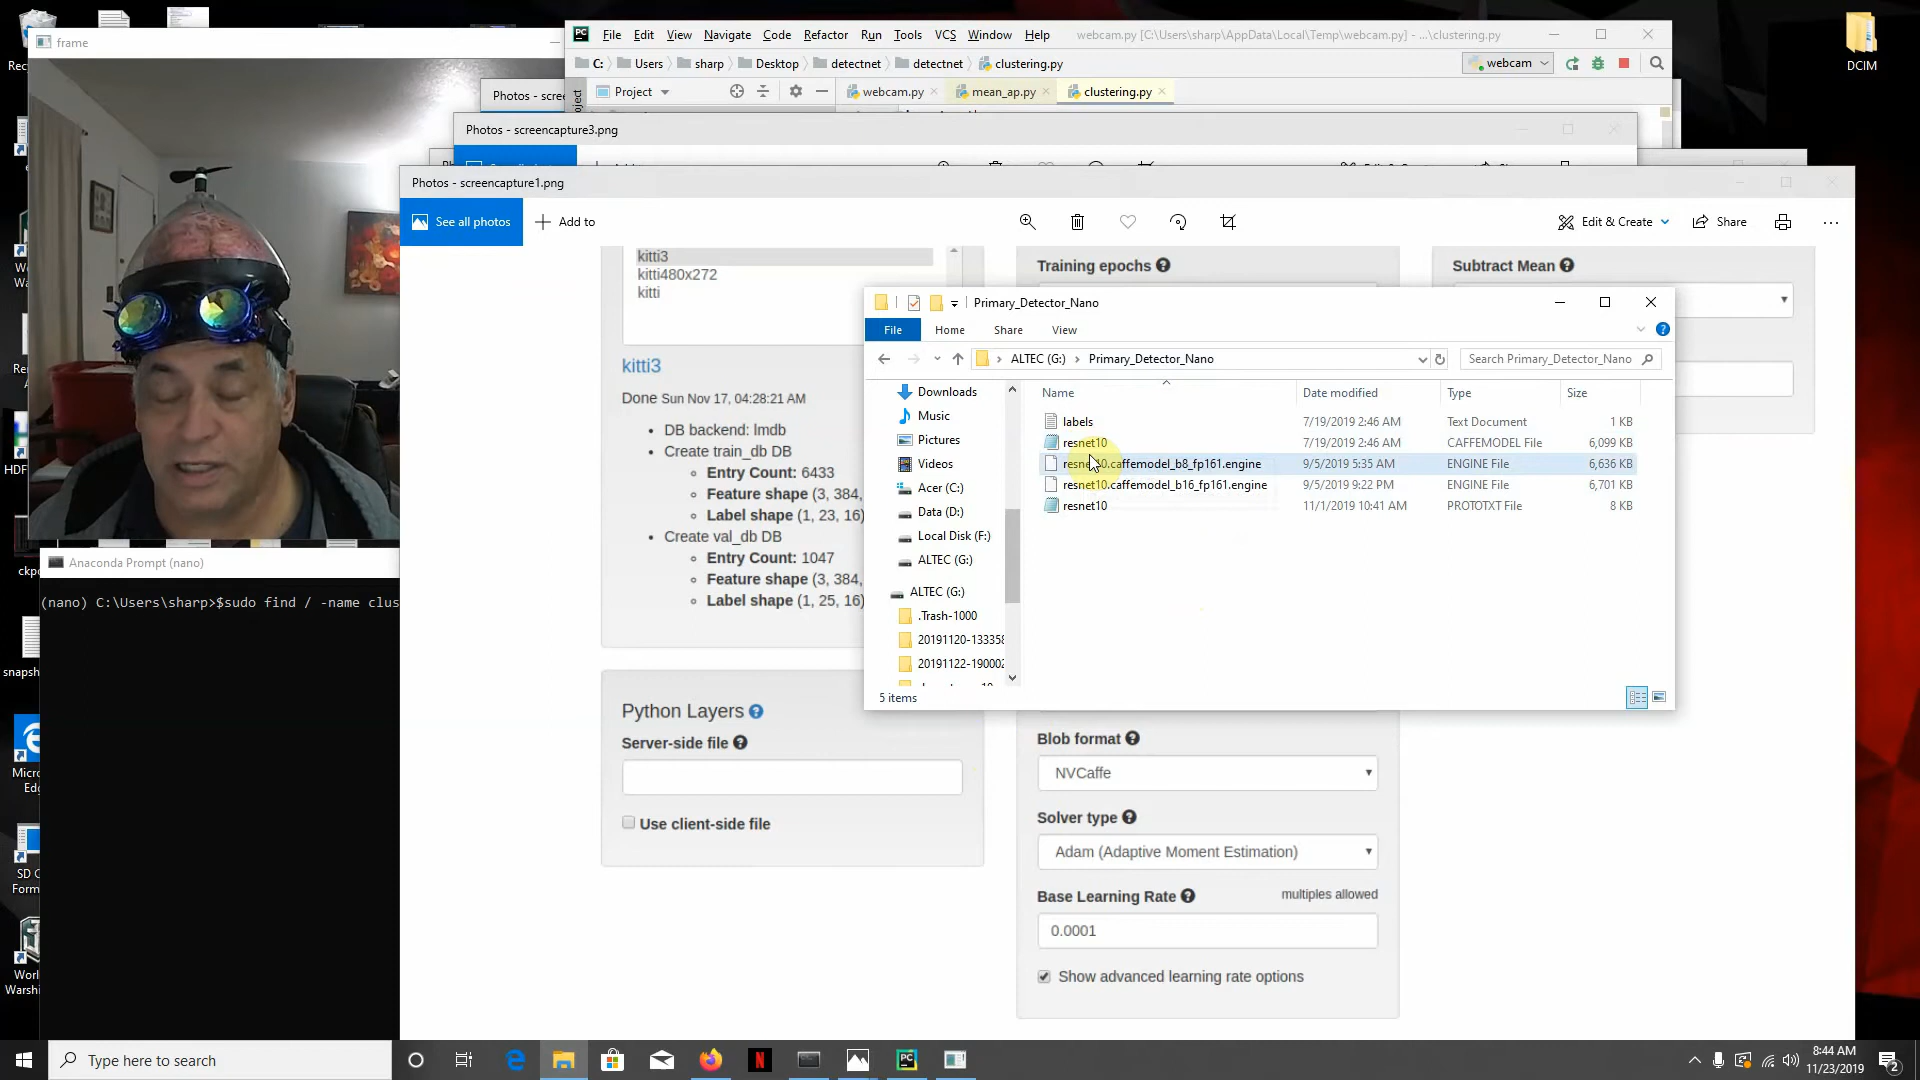 frame
File Edit View Navigate Code Refactor Run Tools VCS Window Help
webcam.py [C:\Users\sharp\AppData\Local\Temp\webcam.py] - ...\clustering.py
C: Users sharp Desktop detectnet detectnet clustering.py
webcam
Project
webcam.py
mean_ap.py
clustering.py
DCIM
Photos - scree
Photos - screencapture3.png
Photos - screencapture1.png
See all photos
Add to
Edit & Create
Share
kitti3
kitti480x272
kitti
Training epochs
Subtract Mean
kitti3
Done Sun Nov 17, 04:28:21 AM
DB backend: lmdb
Create train_db DB
Entry Count: 6433
Feature shape (3, 384,
Label shape (1, 23, 16)
Create val_db DB
Entry Count: 1047
Feature shape (3, 384,
Label shape (1, 25, 16)
Primary_Detector_Nano
File Home Share View
ALTEC (G:) Primary_Detector_Nano
Search Primary_Detector_Nano
Downloads
Music
Pictures
Videos
Acer (C:)
Data (D:)
Local Disk (F:)
ALTEC (G:)
ALTEC (G:)
.Trash-1000
20191120-133358
20191122-190002
Name Date modified Type Size
labels 7/19/2019 2:46 AM Text Document 1 KB
resnet10 7/19/2019 2:46 AM CAFFEMODEL File 6,099 KB
resnet10.caffemodel_b8_fp161.engine 9/5/2019 5:35 AM ENGINE File 6,636 KB
resnet10.caffemodel_b16_fp161.engine 9/5/2019 9:22 PM ENGINE File 6,701 KB
resnet10 11/1/2019 10:41 AM PROTOTXT File 8 KB
5 items
Anaconda Prompt (nano)
(nano) C:\Users\sharp>$sudo find / -name clus
Python Layers
Server-side file
Use client-side file
Blob format
NVCaffe
Solver type
Adam (Adaptive Moment Estimation)
Base Learning Rate
multiples allowed
0.0001
Show advanced learning rate options
Type here to search
8:44 AM
11/23/2019
2